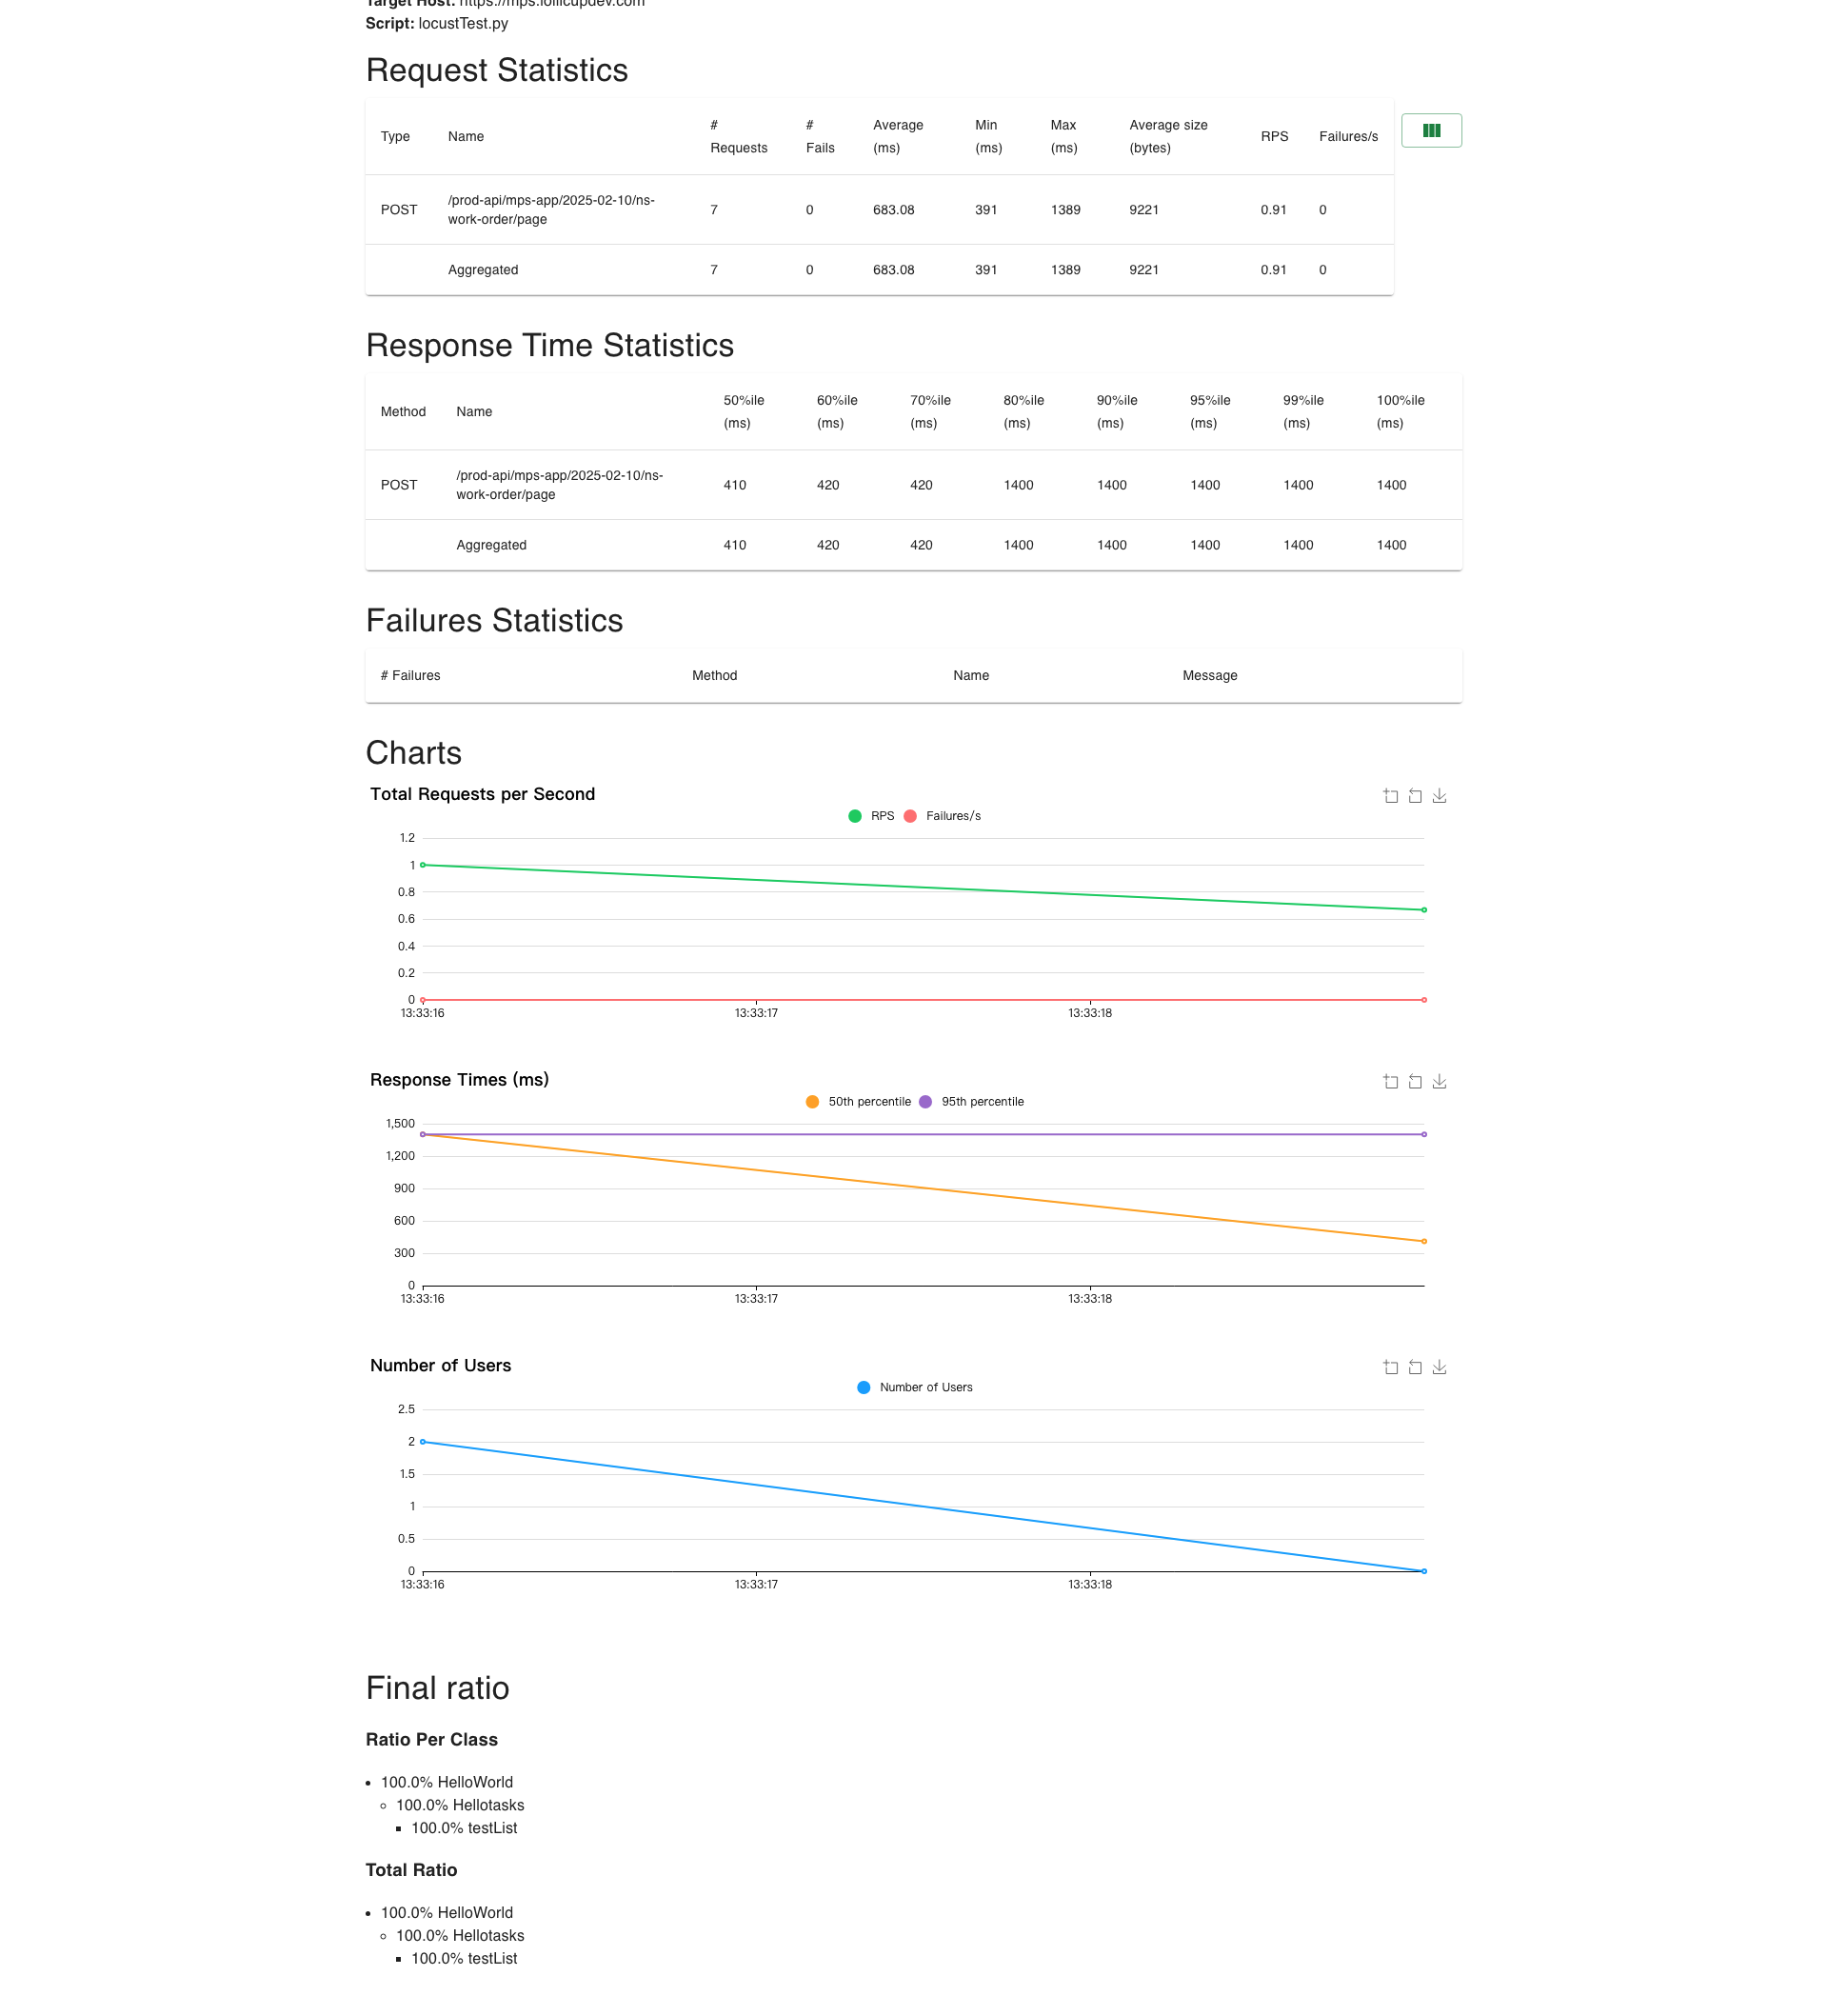 Target Host: https://mps.lollicupdev.com
Script: locustTest.py
Request Statistics
Type Name # Requests # Fails Average (ms) Min (ms) Max (ms) Average size (bytes) RPS Failures/s
POST /prod-api/mps-app/2025-02-10/ns-work-order/page 7 0 683.08 391 1389 9221 0.91 0
Aggregated 7 0 683.08 391 1389 9221 0.91 0
Response Time Statistics
Method Name 50%ile (ms) 60%ile (ms) 70%ile (ms) 80%ile (ms) 90%ile (ms) 95%ile (ms) 99%ile (ms) 100%ile (ms)
POST /prod-api/mps-app/2025-02-10/ns-work-order/page 410 420 420 1400 1400 1400 1400 1400
Aggregated 410 420 420 1400 1400 1400 1400 1400
Failures Statistics
# Failures Method Name Message
Charts
Total Requests per Second
RPS Failures/s
1.2
1
0.8
0.6
0.4
0.2
0
13:33:16 13:33:17 13:33:18
Response Times (ms)
50th percentile 95th percentile
1,500
1,200
900
600
300
0
13:33:16 13:33:17 13:33:18
Number of Users
Number of Users
2.5
2
1.5
1
0.5
0
13:33:16 13:33:17 13:33:18
Final ratio
Ratio Per Class
100.0% HelloWorld
100.0% Hellotasks
100.0% testList
Total Ratio
100.0% HelloWorld
100.0% Hellotasks
100.0% testList